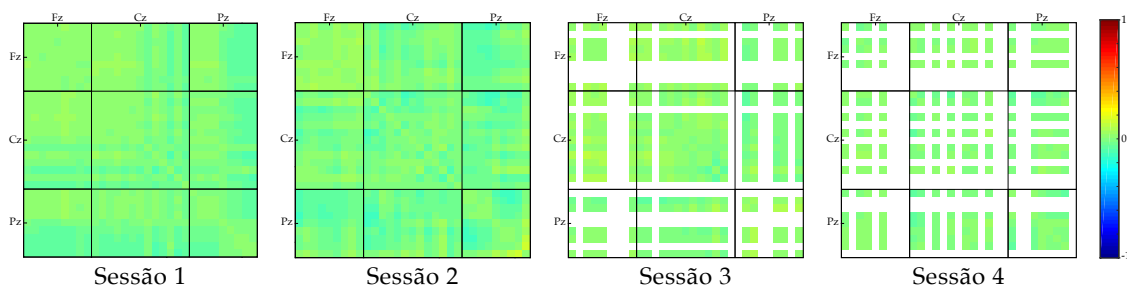 Fz Cz Pz Fz Cz Pz Fz Cz Pz Fz Cz Pz
1
Fz Fz Fz Fz
Cz Cz Cz Cz
0
Pz Pz Pz Pz
-1
Sessão 1 Sessão 2 Sessão 3 Sessão 4